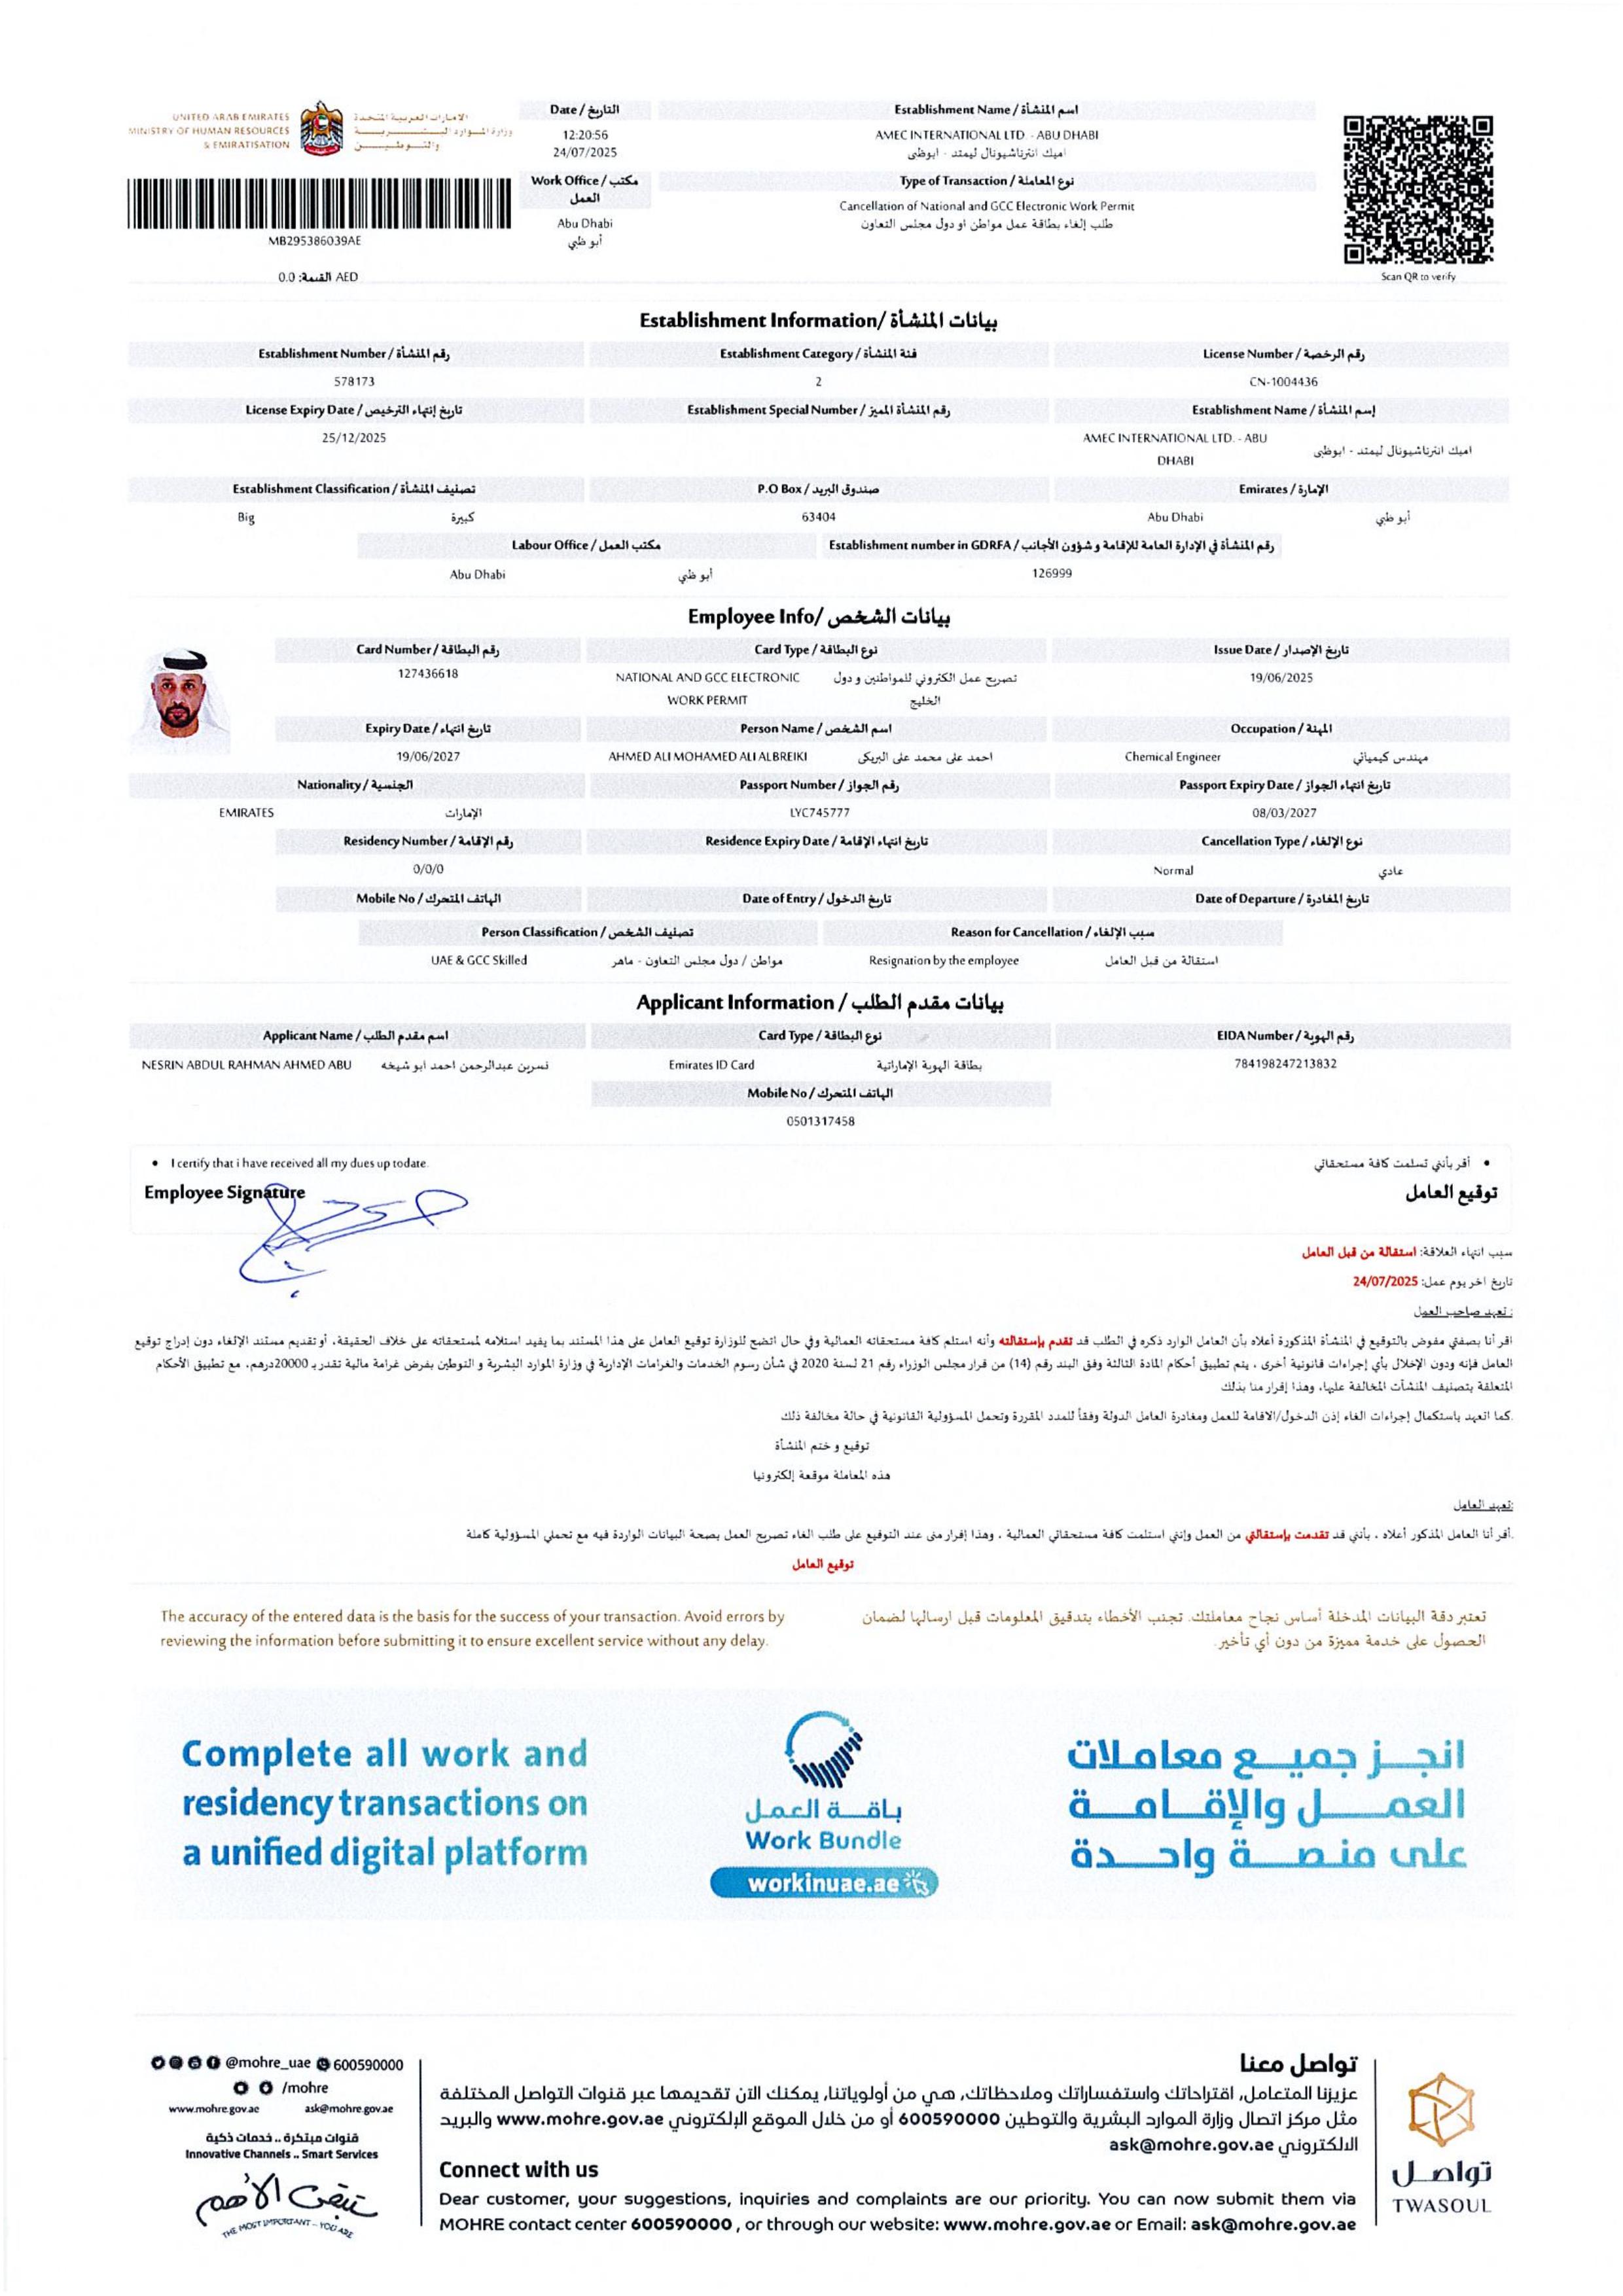 UNITED ARAB EMIRATES
MINISTRY OF HUMAN RESOURCES
& EMIRATISATION
الامارات العربية المتحدة
وزارة الموارد البشرية
والتوطين
MB295386039AE
القيمة: 0.0 AED
التاريخ / Date
12:20:56
24/07/2025
مكتب / Work Office
العمل
Abu Dhabi
أبو ظبي
اسم المنشأة / Establishment Name
AMEC INTERNATIONAL LTD. - ABU DHABI
اميك انترناشيونال ليمتد - ابوظبى
نوع المعاملة / Type of Transaction
Cancellation of National and GCC Electronic Work Permit
طلب إلغاء بطاقة عمل مواطن او دول مجلس التعاون
Scan QR to verify
بيانات المنشأة /Establishment Information
رقم المنشأة / Establishment Number
فئة المنشأة / Establishment Category
رقم الرخصة / License Number
578173
2
CN-1004436
تاريخ إنتهاء الترخيص / License Expiry Date
رقم المنشأة المميز / Establishment Special Number
إسم المنشأة / Establishment Name
25/12/2025
AMEC INTERNATIONAL LTD. - ABU DHABI
اميك انترناشيونال ليمتد - ابوظبى
تصنيف المنشأة / Establishment Classification
صندوق البريد / P.O Box
الإمارة / Emirates
Big كبيرة
63404
Abu Dhabi أبو ظبي
مكتب العمل / Labour Office
رقم المنشأة في الإدارة العامة للإقامة و شؤون الأجانب / Establishment number in GDRFA
Abu Dhabi أبو ظبي
126999
بيانات الشخص /Employee Info
رقم البطاقة / Card Number
نوع البطاقة / Card Type
تاريخ الإصدار / Issue Date
127436618
NATIONAL AND GCC ELECTRONIC WORK PERMIT
تصريح عمل الكتروني للمواطنين و دول الخليج
19/06/2025
تاريخ انتهاء / Expiry Date
اسم الشخص / Person Name
المهنة / Occupation
19/06/2027
AHMED ALI MOHAMED ALI ALBREIKI احمد على محمد على البريكى
Chemical Engineer مهندس كيميائي
الجنسية / Nationality
رقم الجواز / Passport Number
تاريخ انتهاء الجواز / Passport Expiry Date
EMIRATES الإمارات
LYC745777
08/03/2027
رقم الإقامة / Residency Number
تاريخ انتهاء الإقامة / Residence Expiry Date
نوع الإلغاء / Cancellation Type
0/0/0
Normal عادي
الهاتف المتحرك / Mobile No
تاريخ الدخول / Date of Entry
تاريخ المغادرة / Date of Departure
تصنيف الشخص / Person Classification
سبب الإلغاء / Reason for Cancellation
UAE & GCC Skilled مواطن / دول مجلس التعاون - ماهر
Resignation by the employee استقالة من قبل العامل
بيانات مقدم الطلب / Applicant Information
اسم مقدم الطلب / Applicant Name
نوع البطاقة / Card Type
رقم الهوية / EIDA Number
NESRIN ABDUL RAHMAN AHMED ABU نسرين عبدالرحمن احمد ابو شيخه
Emirates ID Card بطاقة الهوية الإماراتية
784198247213832
الهاتف المتحرك / Mobile No
0501317458
• I certify that i have received all my dues up todate.
• أقر بأنني تسلمت كافة مستحقاتي
Employee Signature
توقيع العامل
سبب انتهاء العلاقة: استقالة من قبل العامل
تاريخ اخر يوم عمل: 24/07/2025
تعهد صاحب العمل:
اقر أنا بصفتي مفوض بالتوقيع في المنشأة المذكورة أعلاه بأن العامل الوارد ذكره في الطلب قد تقدم بإستقالته وأنه استلم كافة مستحقاته العمالية وفي حال اتضح للوزارة توقيع العامل على هذا المستند بما يفيد استلامه لمستحقاته على خلاف الحقيقة، أو تقديم مستند الإلغاء دون إدراج توقيع
العامل فإنه ودون الإخلال بأي إجراءات قانونية أخرى ، يتم تطبيق أحكام المادة الثالثة وفق البند رقم (14) من قرار مجلس الوزراء رقم 21 لسنة 2020 في شأن رسوم الخدمات والغرامات الإدارية في وزارة الموارد البشرية و التوطين بفرض غرامة مالية تقدر بـ 20000درهم، مع تطبيق الأحكام
المتعلقة بتصنيف المنشآت المخالفة عليها، وهذا إقرار منا بذلك
كما اتعهد باستكمال إجراءات الغاء إذن الدخول/الاقامة للعمل ومغادرة العامل الدولة وفقاً للمدد المقررة وتحمل المسؤولية القانونية في حالة مخالفة ذلك.
توقيع و ختم المنشأة
هذه المعاملة موقعة إلكترونيا
تعهد العامل:
أقر أنا العامل المذكور أعلاه ، بأنني قد تقدمت بإستقالتي من العمل وإنني استلمت كافة مستحقاتي العمالية ، وهذا إقرار منى عند التوقيع على طلب الغاء تصريح العمل بصحة البيانات الواردة فيه مع تحملي المسؤولية كاملة.
توقيع العامل
The accuracy of the entered data is the basis for the success of your transaction. Avoid errors by
reviewing the information before submitting it to ensure excellent service without any delay.
تعتبر دقة البيانات المدخلة أساس نجاح معاملتك. تجنب الأخطاء بتدقيق المعلومات قبل ارسالها لضمان
الحصول على خدمة مميزة من دون أي تأخير.
Complete all work and
residency transactions on
a unified digital platform
باقة العمل
Work Bundle
workinuae.ae
انجز جميع معاملات
العمل والإقامة
على منصة واحدة
@mohre_uae 600590000
/mohre
www.mohre.gov.ae ask@mohre.gov.ae
قنوات مبتكرة .. خدمات ذكية
Innovative Channels .. Smart Services
THE MOST IMPORTANT - YOU ARE
تواصل معنا
عزيزنا المتعامل, اقتراحاتك واستفساراتك وملاحظاتك, هي من أولوياتنا, يمكنك الآن تقديمها عبر قنوات التواصل المختلفة
مثل مركز اتصال وزارة الموارد البشرية والتوطين 600590000 أو من خلال الموقع الإلكتروني www.mohre.gov.ae والبريد
الالكتروني ask@mohre.gov.ae
Connect with us
Dear customer, your suggestions, inquiries and complaints are our priority. You can now submit them via
MOHRE contact center 600590000 , or through our website: www.mohre.gov.ae or Email: ask@mohre.gov.ae
تواصل
TWASOUL